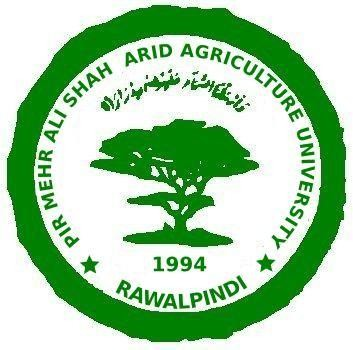 PIR MEHR ALI SHAH ARID AGRICULTURE UNIVERSITY
1994
RAWALPINDI